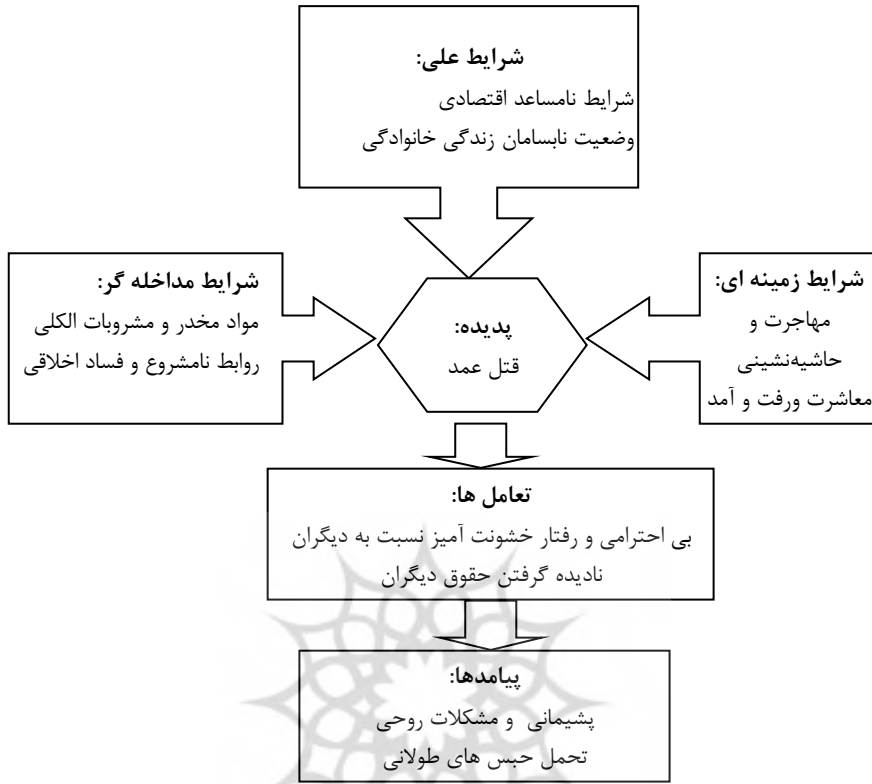 شرایط علی:
شرایط نامساعد اقتصادی
وضعیت نابسامان زندگی خانوادگی
شرایط زمینه ای:
مهاجرت و
حاشیه‌نشینی
معاشرت ورفت و آمد
پدیده:
قتل عمد
شرایط مداخله گر:
مواد مخدر و مشروبات الکلی
روابط نامشروع و فساد اخلاقی
تعامل ها:
بی احترامی و رفتار خشونت آمیز نسبت به دیگران
نادیده گرفتن حقوق دیگران
پیامدها:
پشیمانی و مشکلات روحی
تحمل حبس های طولانی